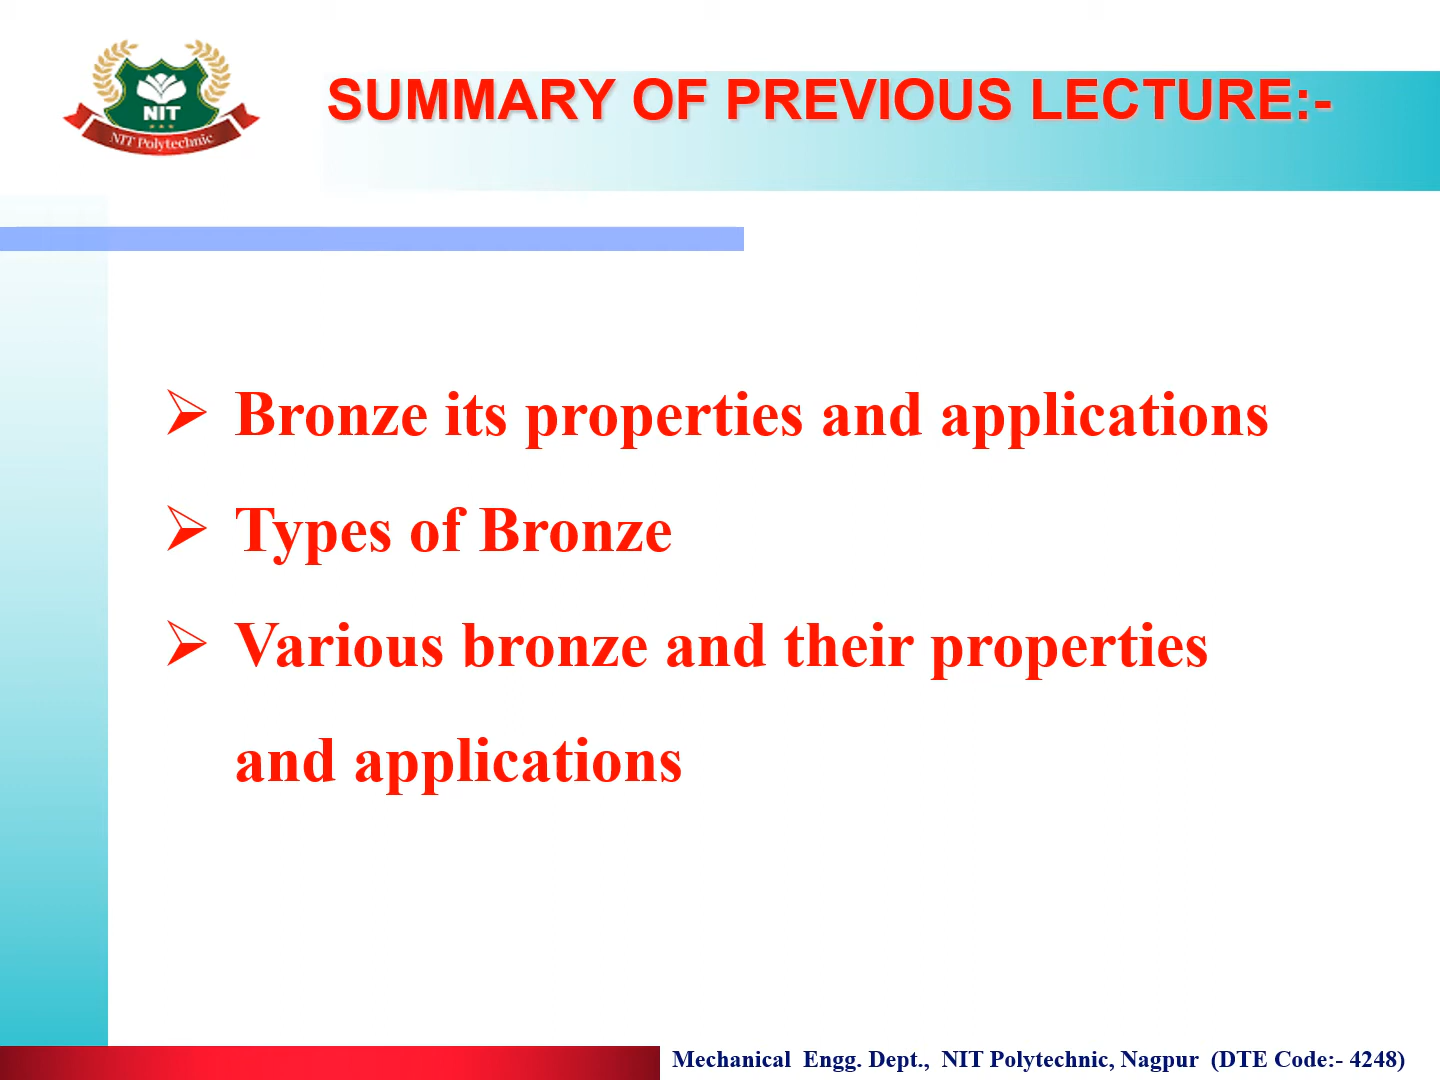 NIT
NIT Polytechnic
SUMMARY OF PREVIOUS LECTURE:-
➢ Bronze its properties and applications
➢ Types of Bronze
➢ Various bronze and their properties
and applications
Mechanical Engg. Dept., NIT Polytechnic, Nagpur (DTE Code:- 4248)